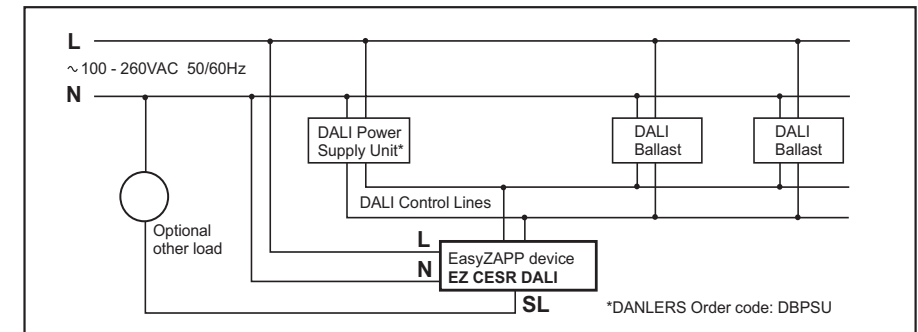 L
~ 100 - 260VAC 50/60Hz
N
DALI Power
Supply Unit*
DALI
Ballast
DALI
Ballast
DALI Control Lines
Optional
other load
L
N
EasyZAPP device
EZ CESR DALI
SL
*DANLERS Order code: DBPSU